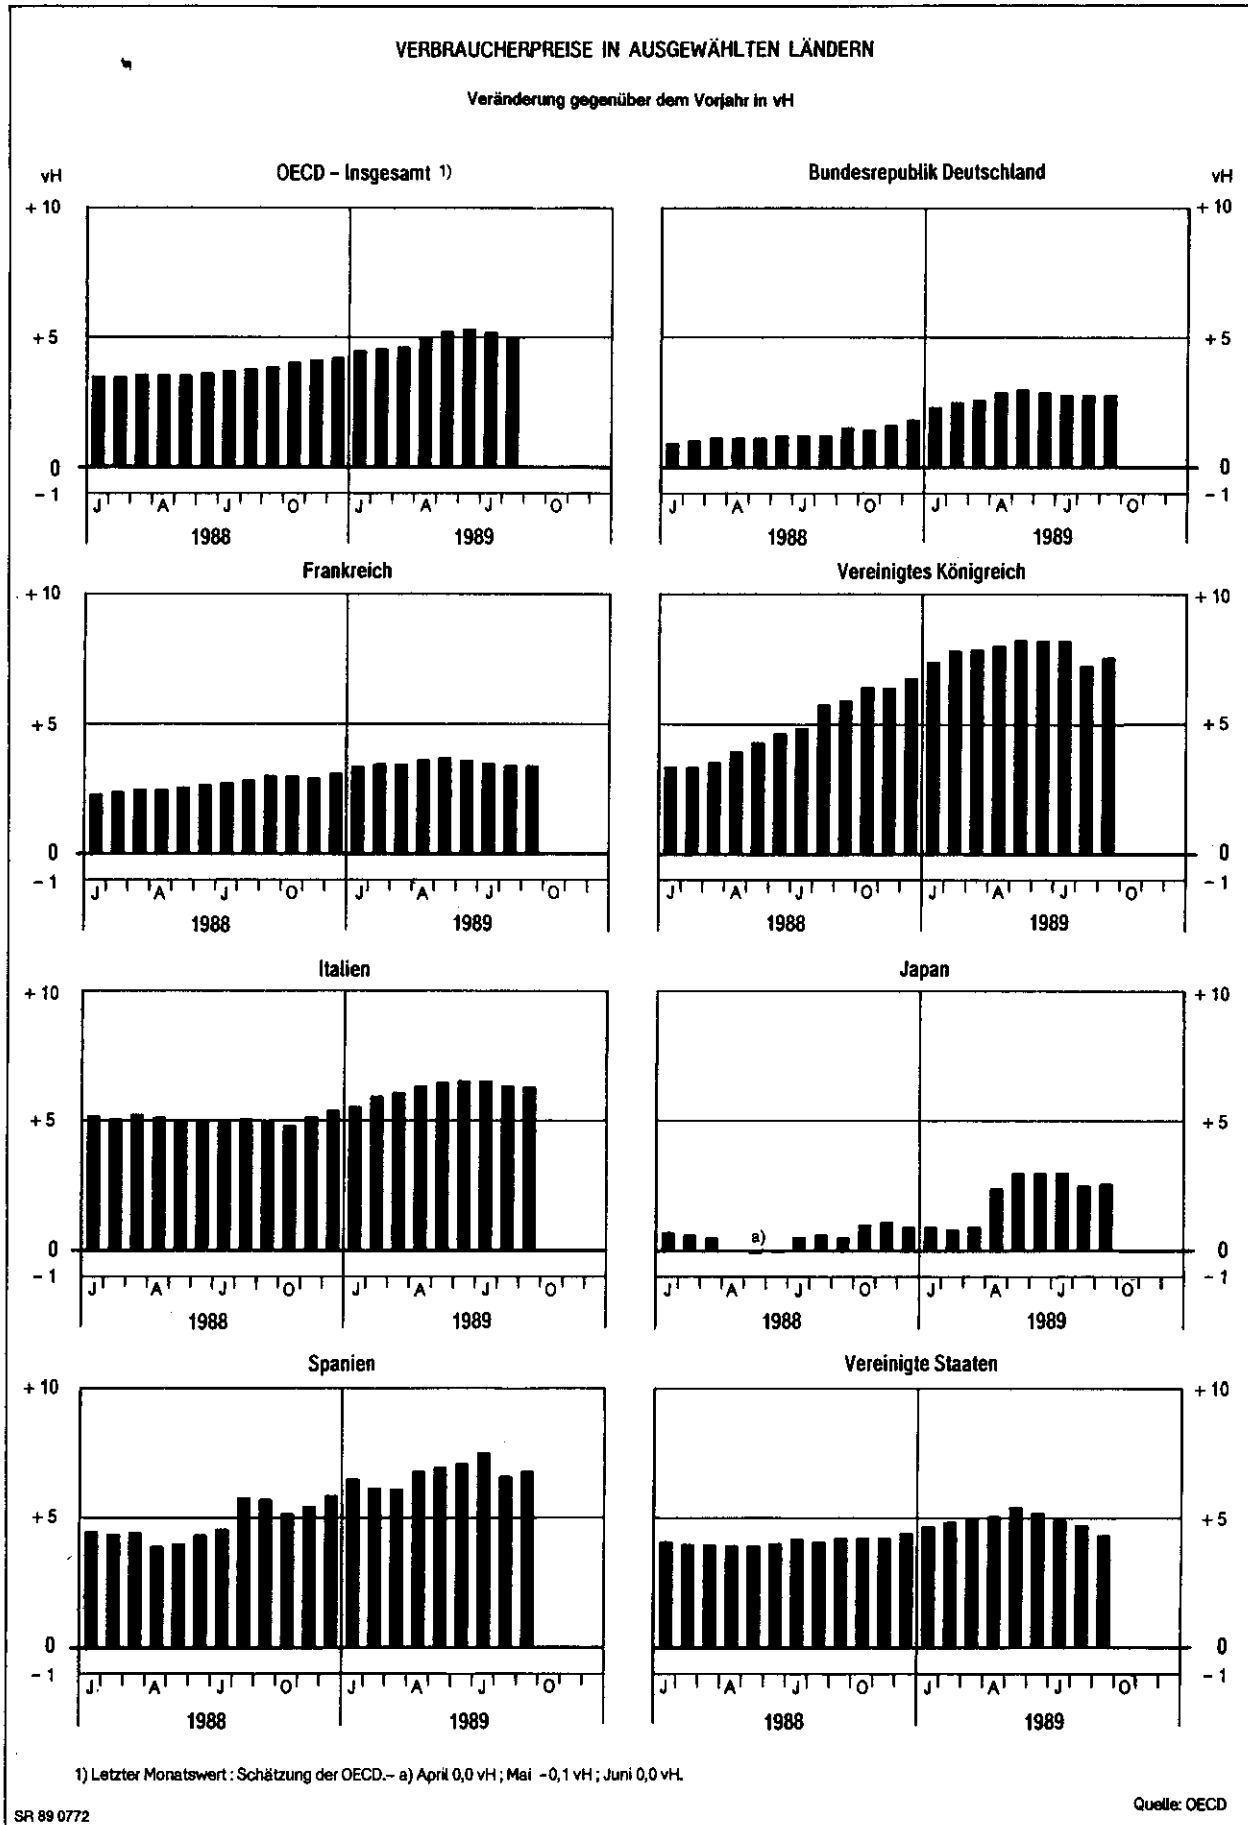 VERBRAUCHERPREISE IN AUSGEWÄHLTEN LÄNDERN
Veränderung gegenüber dem Vorjahr in vH
OECD – Insgesamt 1)
vH
+ 10
+ 5
0
– 1
J A J O J A J O
1988 1989
Bundesrepublik Deutschland
vH
+ 10
+ 5
0
– 1
J A J O J A J O
1988 1989
Frankreich
+ 10
+ 5
0
– 1
J A J O J A J O
1988 1989
Vereinigtes Königreich
+ 10
+ 5
0
– 1
J A J O J A J O
1988 1989
Italien
+ 10
+ 5
0
– 1
J A J O J A J O
1988 1989
Japan
+ 10
+ 5
a)
0
– 1
J A J O J A J O
1988 1989
Spanien
+ 10
+ 5
0
– 1
J A J O J A J O
1988 1989
Vereinigte Staaten
+ 10
+ 5
0
– 1
J A J O J A J O
1988 1989
1) Letzter Monatswert : Schätzung der OECD.– a) April 0,0 vH ; Mai –0,1 vH ; Juni 0,0 vH.
Quelle: OECD
SR 89 0772